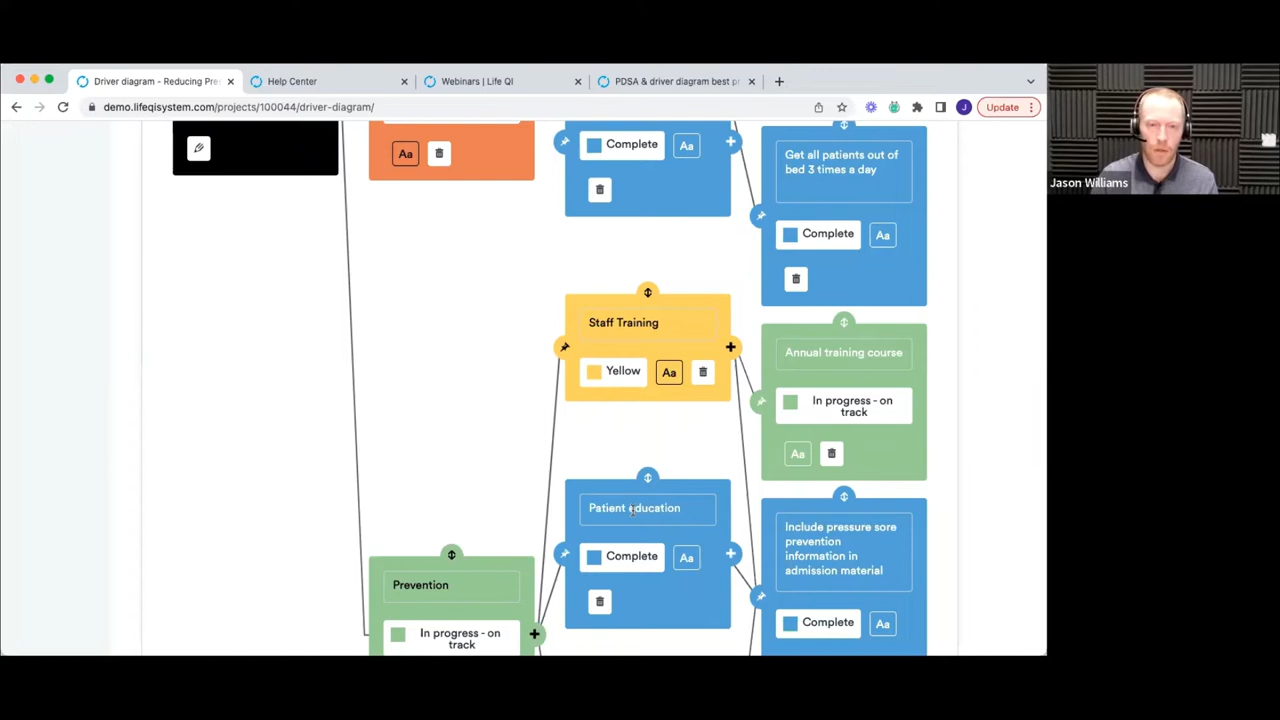 Driver diagram - Reducing Pre
Help Center
Webinars | Life QI
PDSA & driver diagram best pr
demo.lifeqisystem.com/projects/100044/driver-diagram/
J
Update
Jason Williams
Aa
Complete
Aa
Get all patients out of
bed 3 times a day
Complete
Aa
Staff Training
Yellow
Aa
Annual training course
In progress - on
track
Aa
Patient education
Complete
Aa
Include pressure sore
prevention
information in
admission material
Complete
Aa
Prevention
In progress - on
track